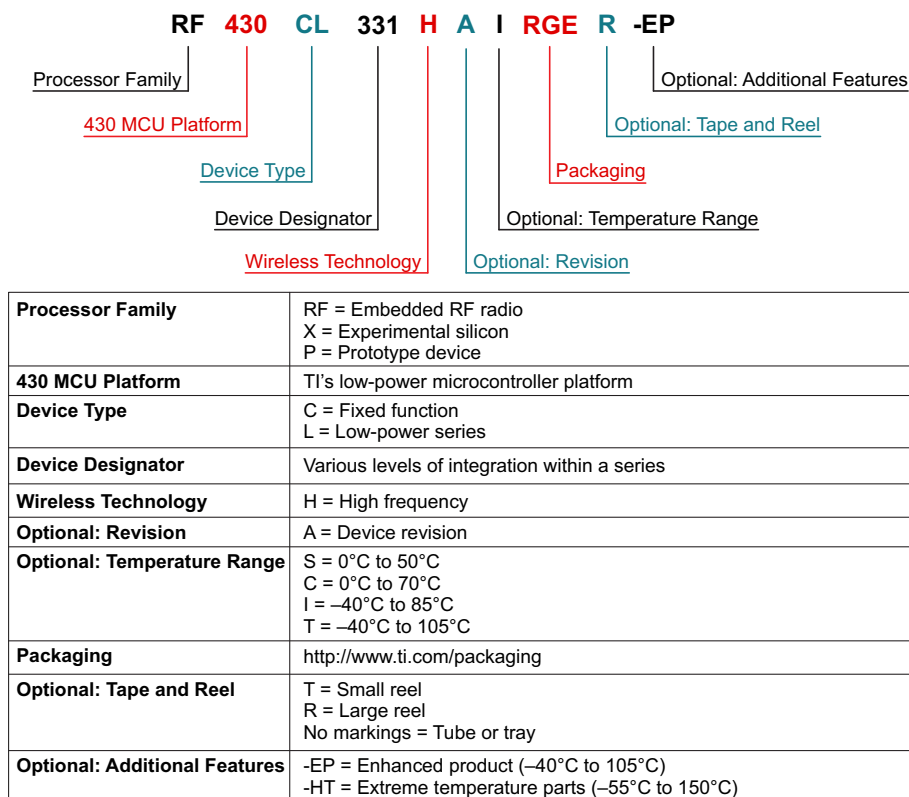 RF 430 CL 331 H A I RGE R -EP
Processor Family
Optional: Additional Features
430 MCU Platform
Optional: Tape and Reel
Device Type
Packaging
Device Designator
Optional: Temperature Range
Wireless Technology
Optional: Revision
Processor Family
RF = Embedded RF radio
X = Experimental silicon
P = Prototype device
430 MCU Platform
TI's low-power microcontroller platform
Device Type
C = Fixed function
L = Low-power series
Device Designator
Various levels of integration within a series
Wireless Technology
H = High frequency
Optional: Revision
A = Device revision
Optional: Temperature Range
S = 0°C to 50°C
C = 0°C to 70°C
I = –40°C to 85°C
T = –40°C to 105°C
Packaging
http://www.ti.com/packaging
Optional: Tape and Reel
T = Small reel
R = Large reel
No markings = Tube or tray
Optional: Additional Features
-EP = Enhanced product (–40°C to 105°C)
-HT = Extreme temperature parts (–55°C to 150°C)